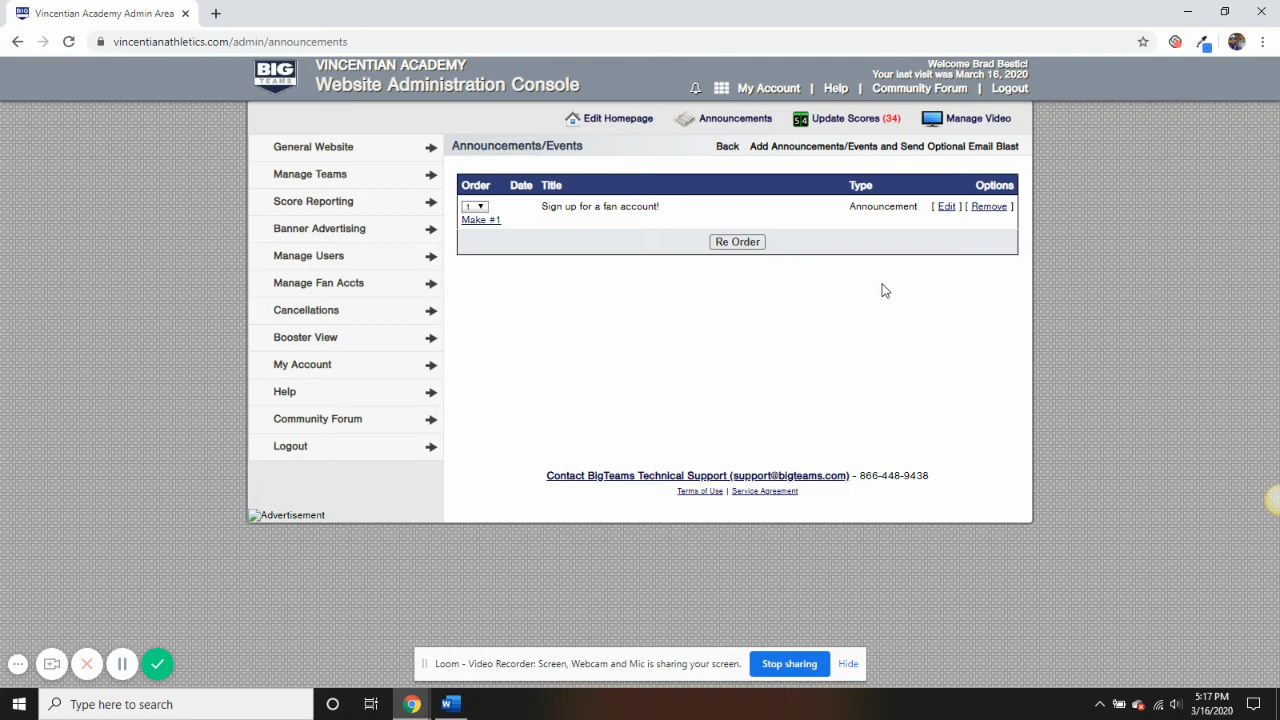 Vincentian Academy Admin Area
vincentianathletics.com/admin/announcements
BIG
TEAMS
VINCENTIAN ACADEMY
Website Administration Console
Welcome Brad Bestic!
Your last visit was March 16, 2020
My Account | Help | Community Forum | Logout
Edit Homepage
Announcements
Update Scores (34)
Manage Video
General Website
Manage Teams
Score Reporting
Banner Advertising
Manage Users
Manage Fan Accts
Cancellations
Booster View
My Account
Help
Community Forum
Logout
Advertisement
Announcements/Events
Back Add Announcements/Events and Send Optional Email Blast
Order Date Title Type Options
1 Sign up for a fan account! Announcement [ Edit ] [ Remove ]
Make #1
Re Order
Contact BigTeams Technical Support (support@bigteams.com) - 866-448-9438
Terms of Use | Service Agreement
Loom - Video Recorder: Screen, Webcam and Mic is sharing your screen. Stop sharing Hide
Type here to search
5:17 PM
3/16/2020